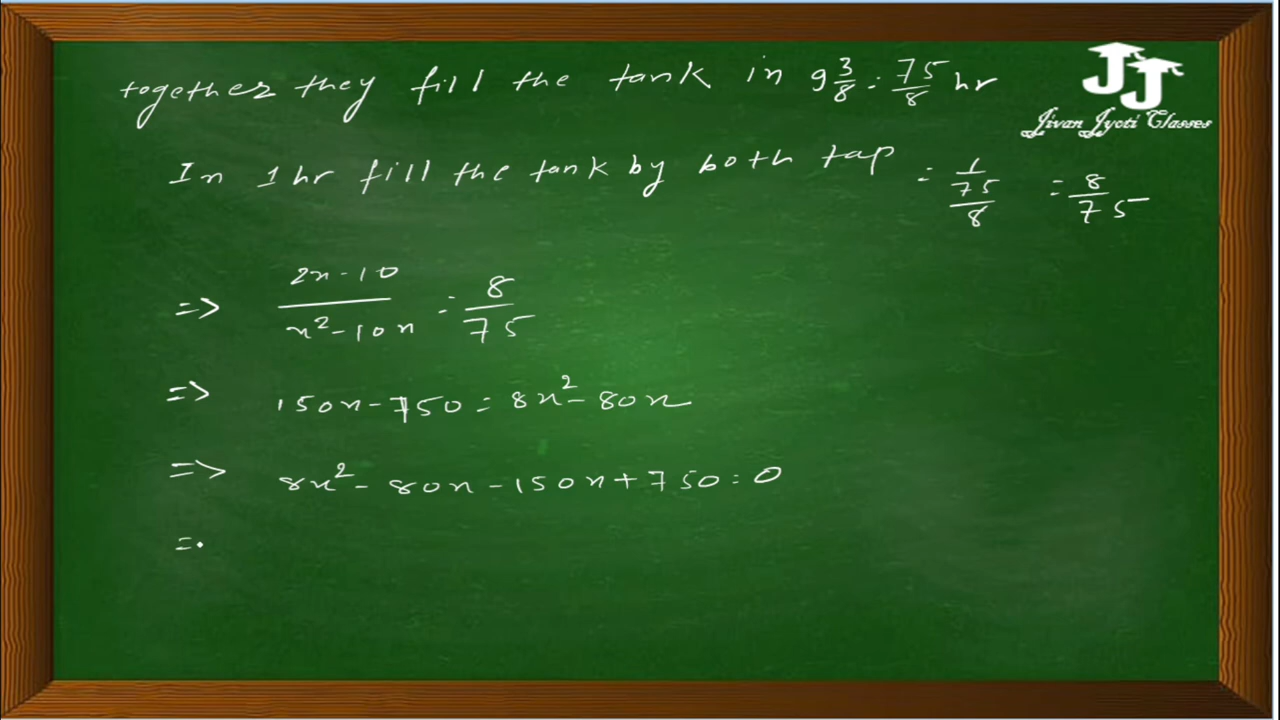 together they fill the tank in 9 3/8 = 75/8 hr
JJ
Jivan Jyoti Classes
In 1 hr fill the tank by both tap = 1/(75/8) = 8/75
=> (2x-10)/(x²-10x) = 8/75
=> 150x-750 = 8x²-80x
=> 8x²-80x-150x+750=0
=